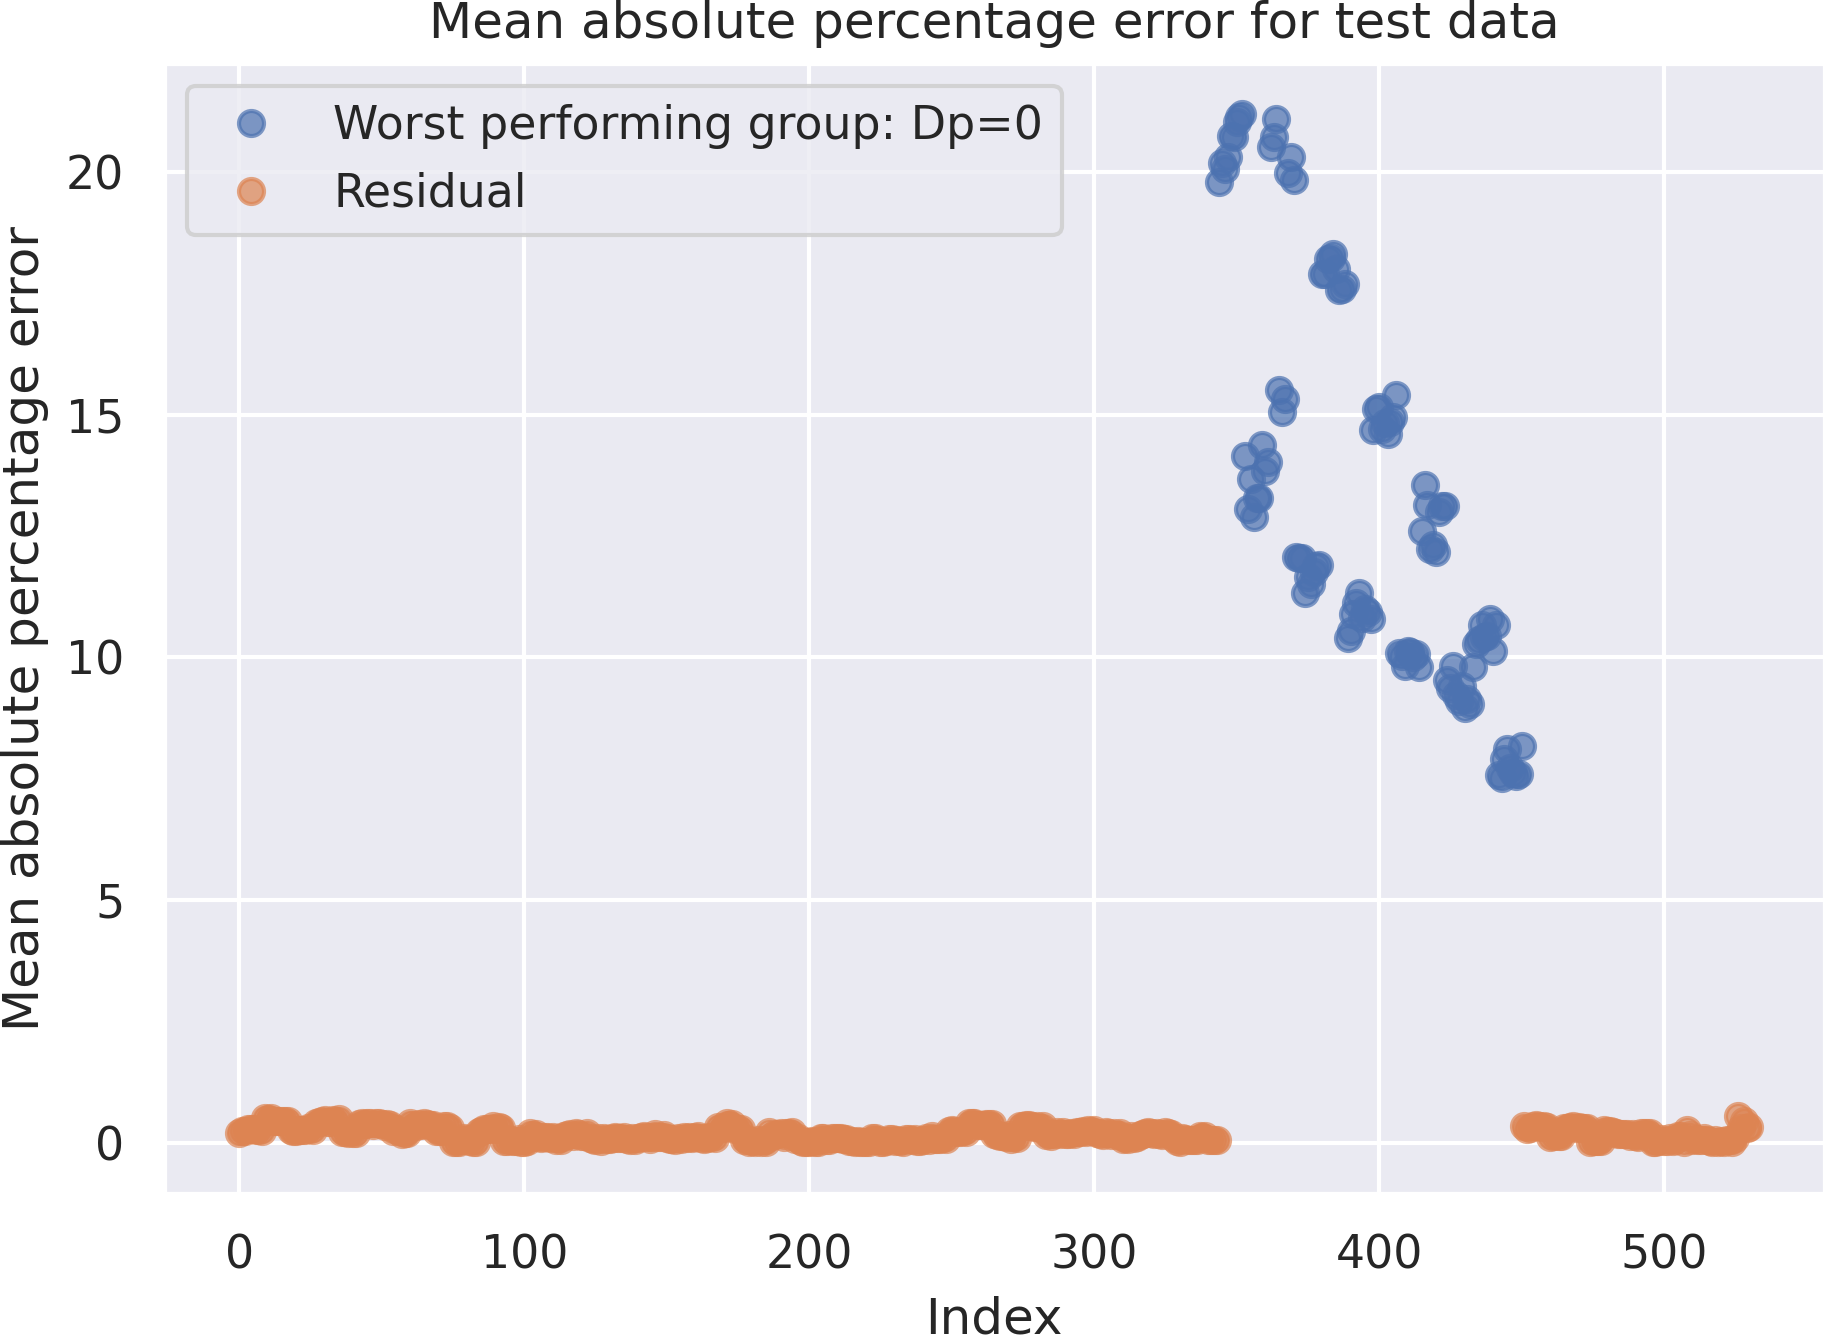 Mean absolute percentage error for test data
Worst performing group: Dp=0
Residual
Mean absolute percentage error
20
15
10
5
0
0 100 200 300 400 500
Index